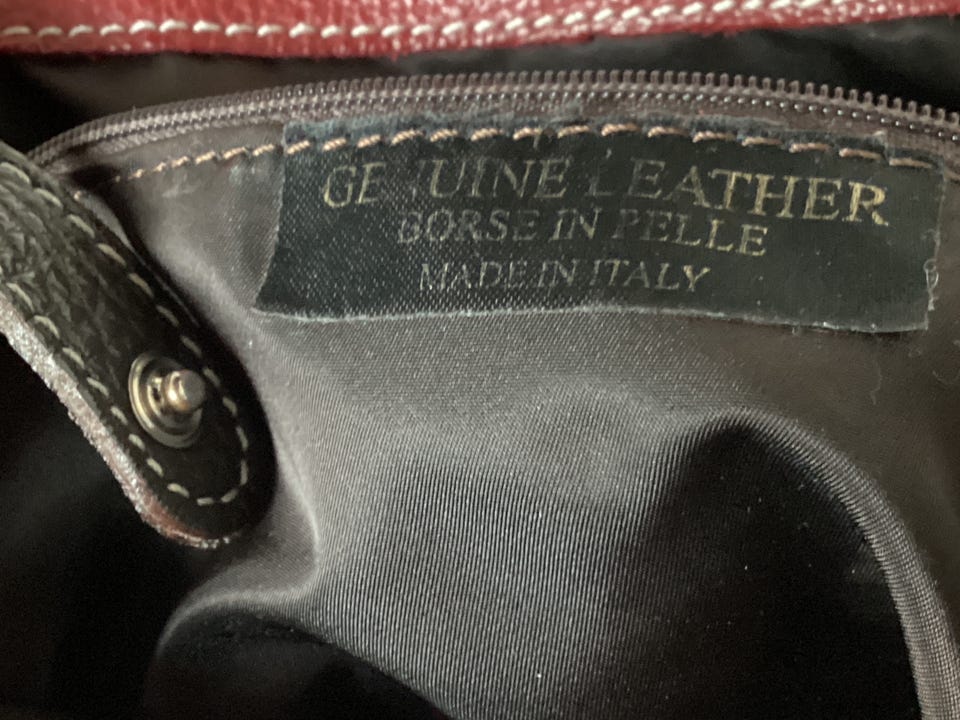 GENUINE LEATHER
BORSE IN PELLE
MADE IN ITALY